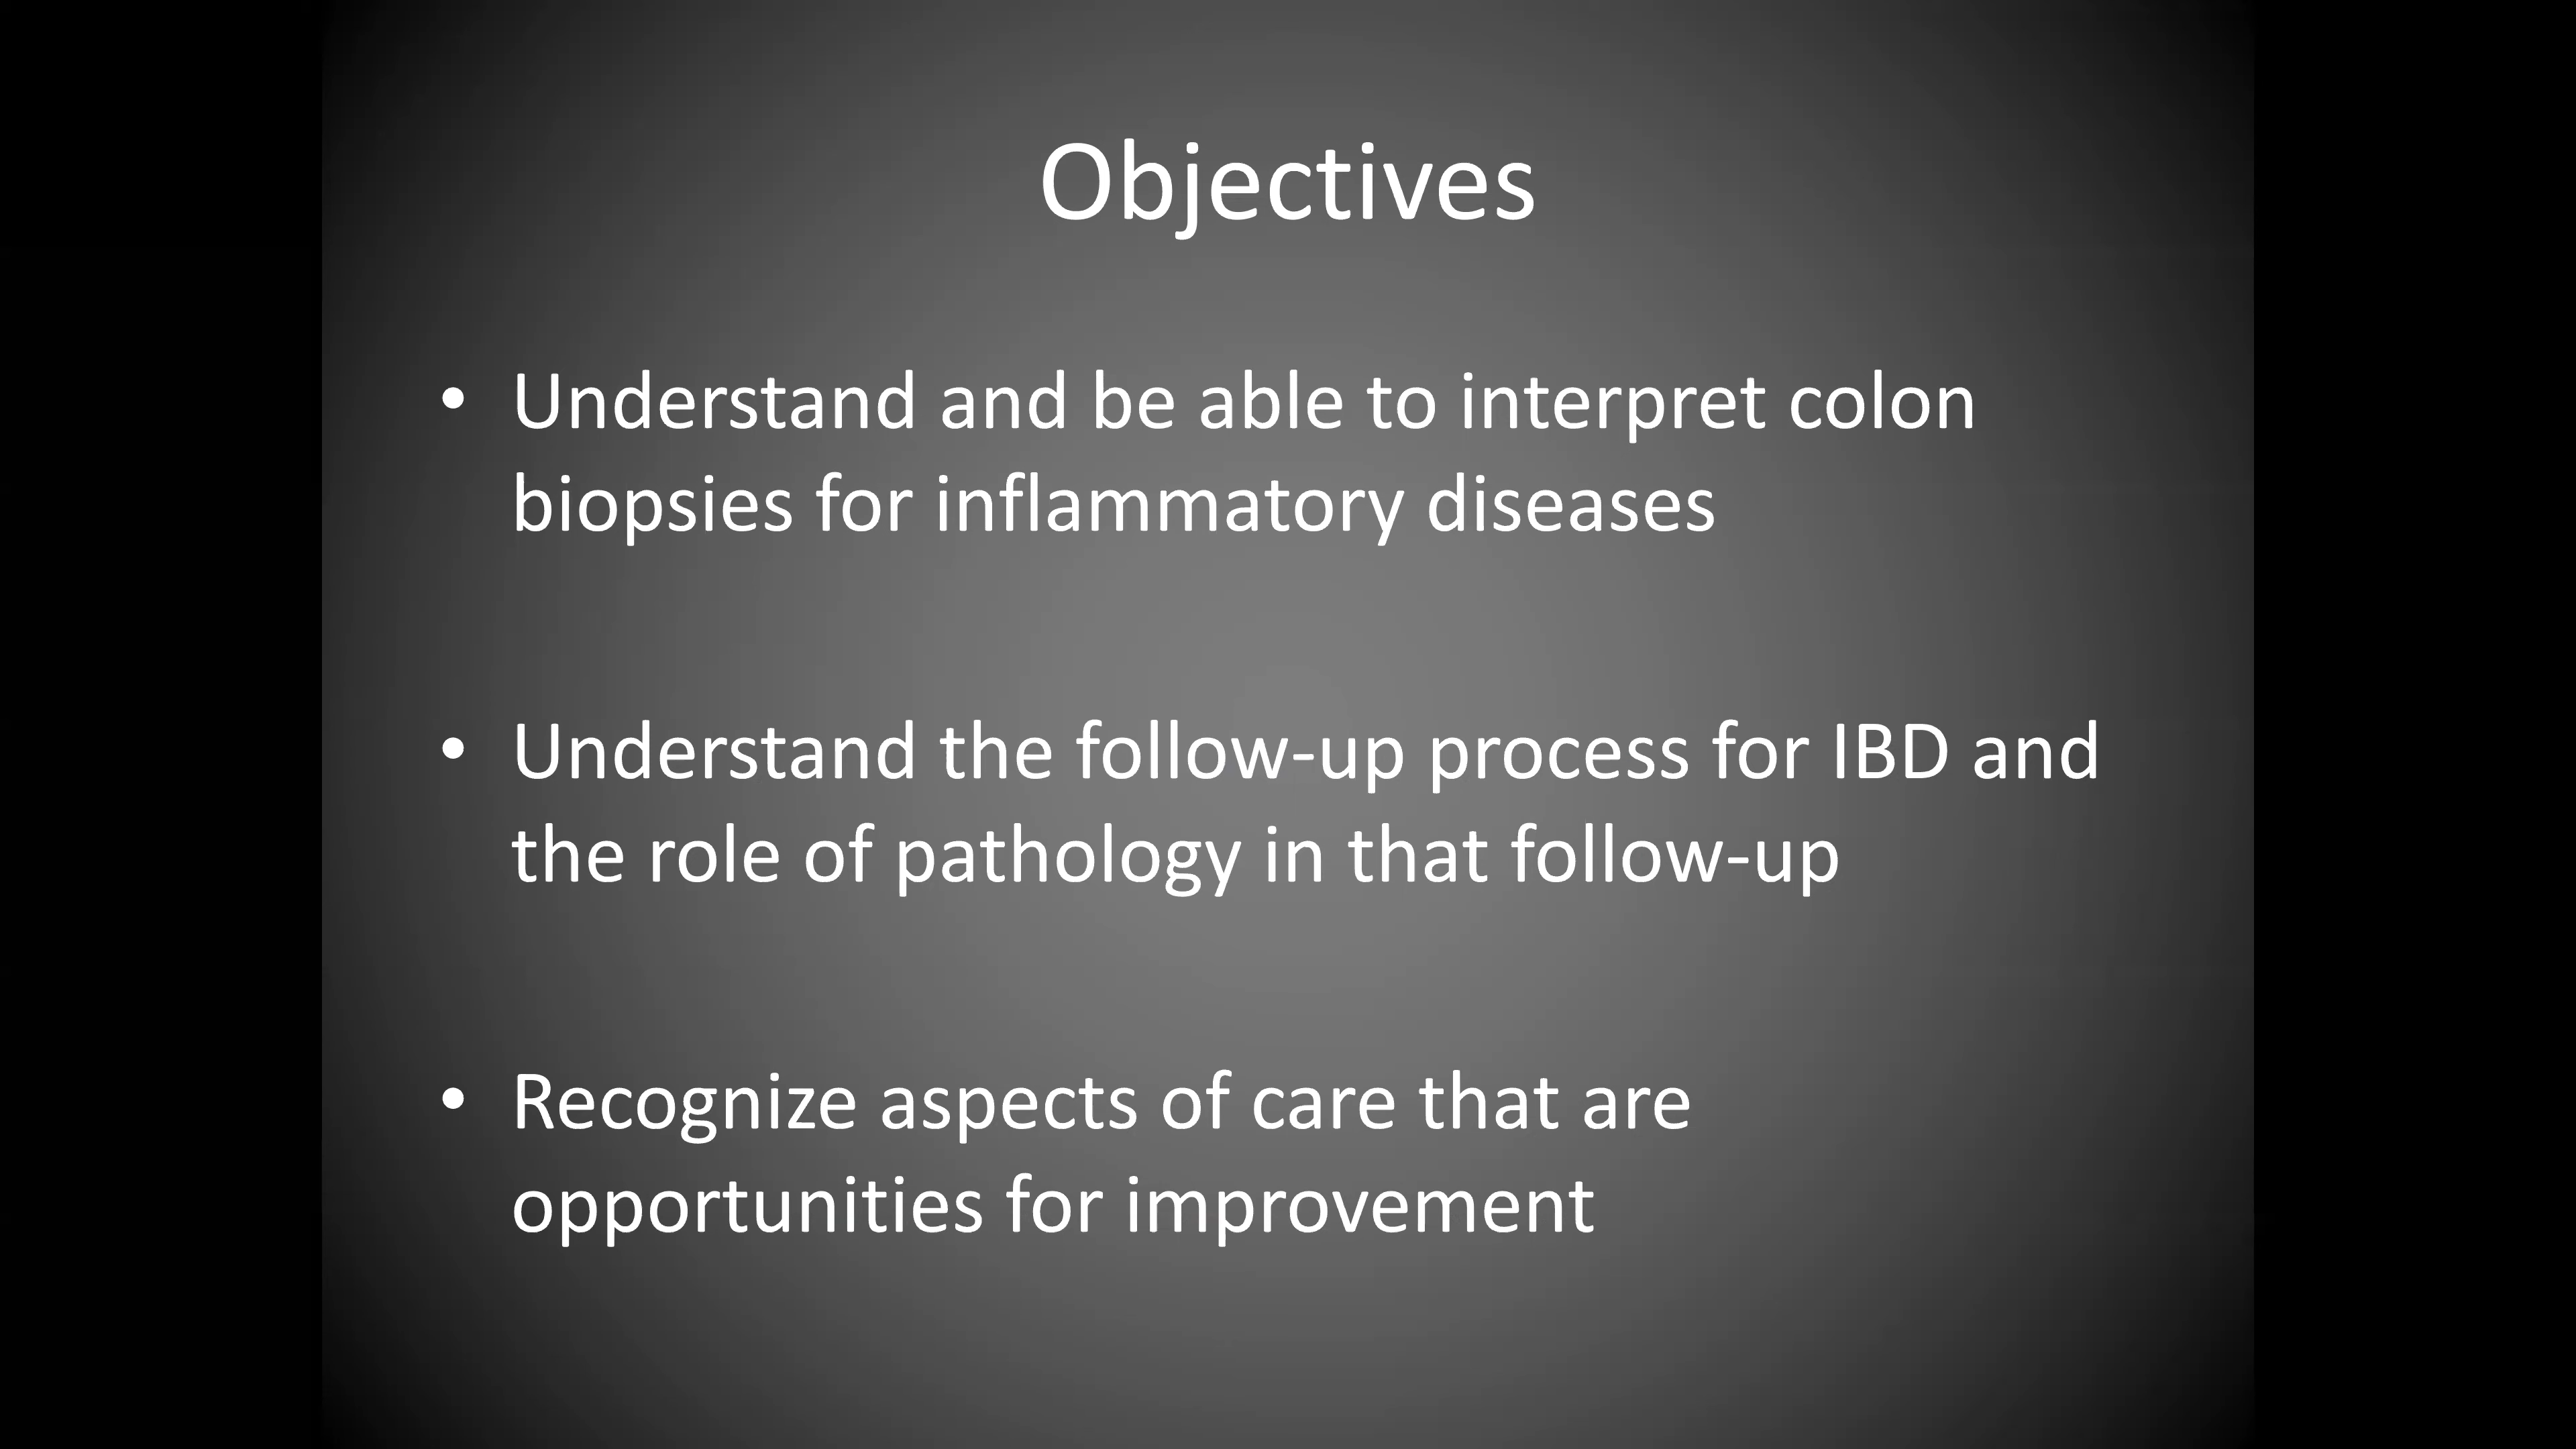 Objectives
• Understand and be able to interpret colon
biopsies for inflammatory diseases
• Understand the follow-up process for IBD and
the role of pathology in that follow-up
• Recognize aspects of care that are
opportunities for improvement